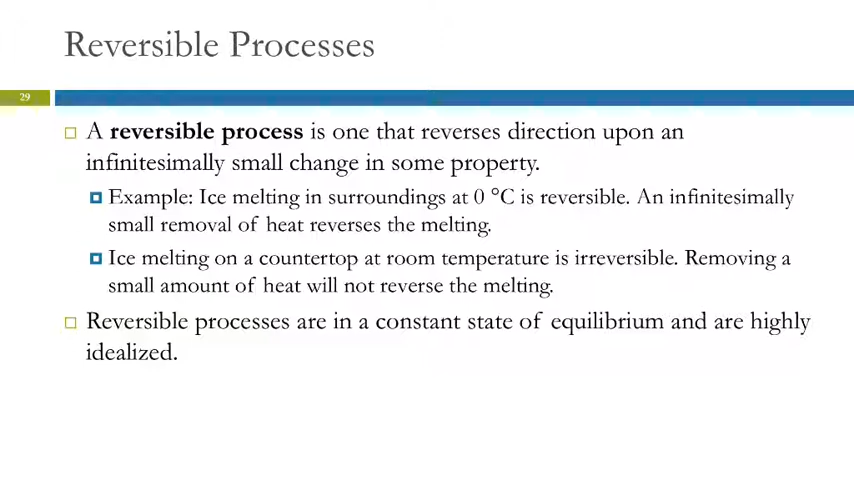 Reversible Processes
29
A reversible process is one that reverses direction upon an
infinitesimally small change in some property.
Example: Ice melting in surroundings at 0 °C is reversible. An infinitesimally
small removal of heat reverses the melting.
Ice melting on a countertop at room temperature is irreversible. Removing a
small amount of heat will not reverse the melting.
Reversible processes are in a constant state of equilibrium and are highly
idealized.